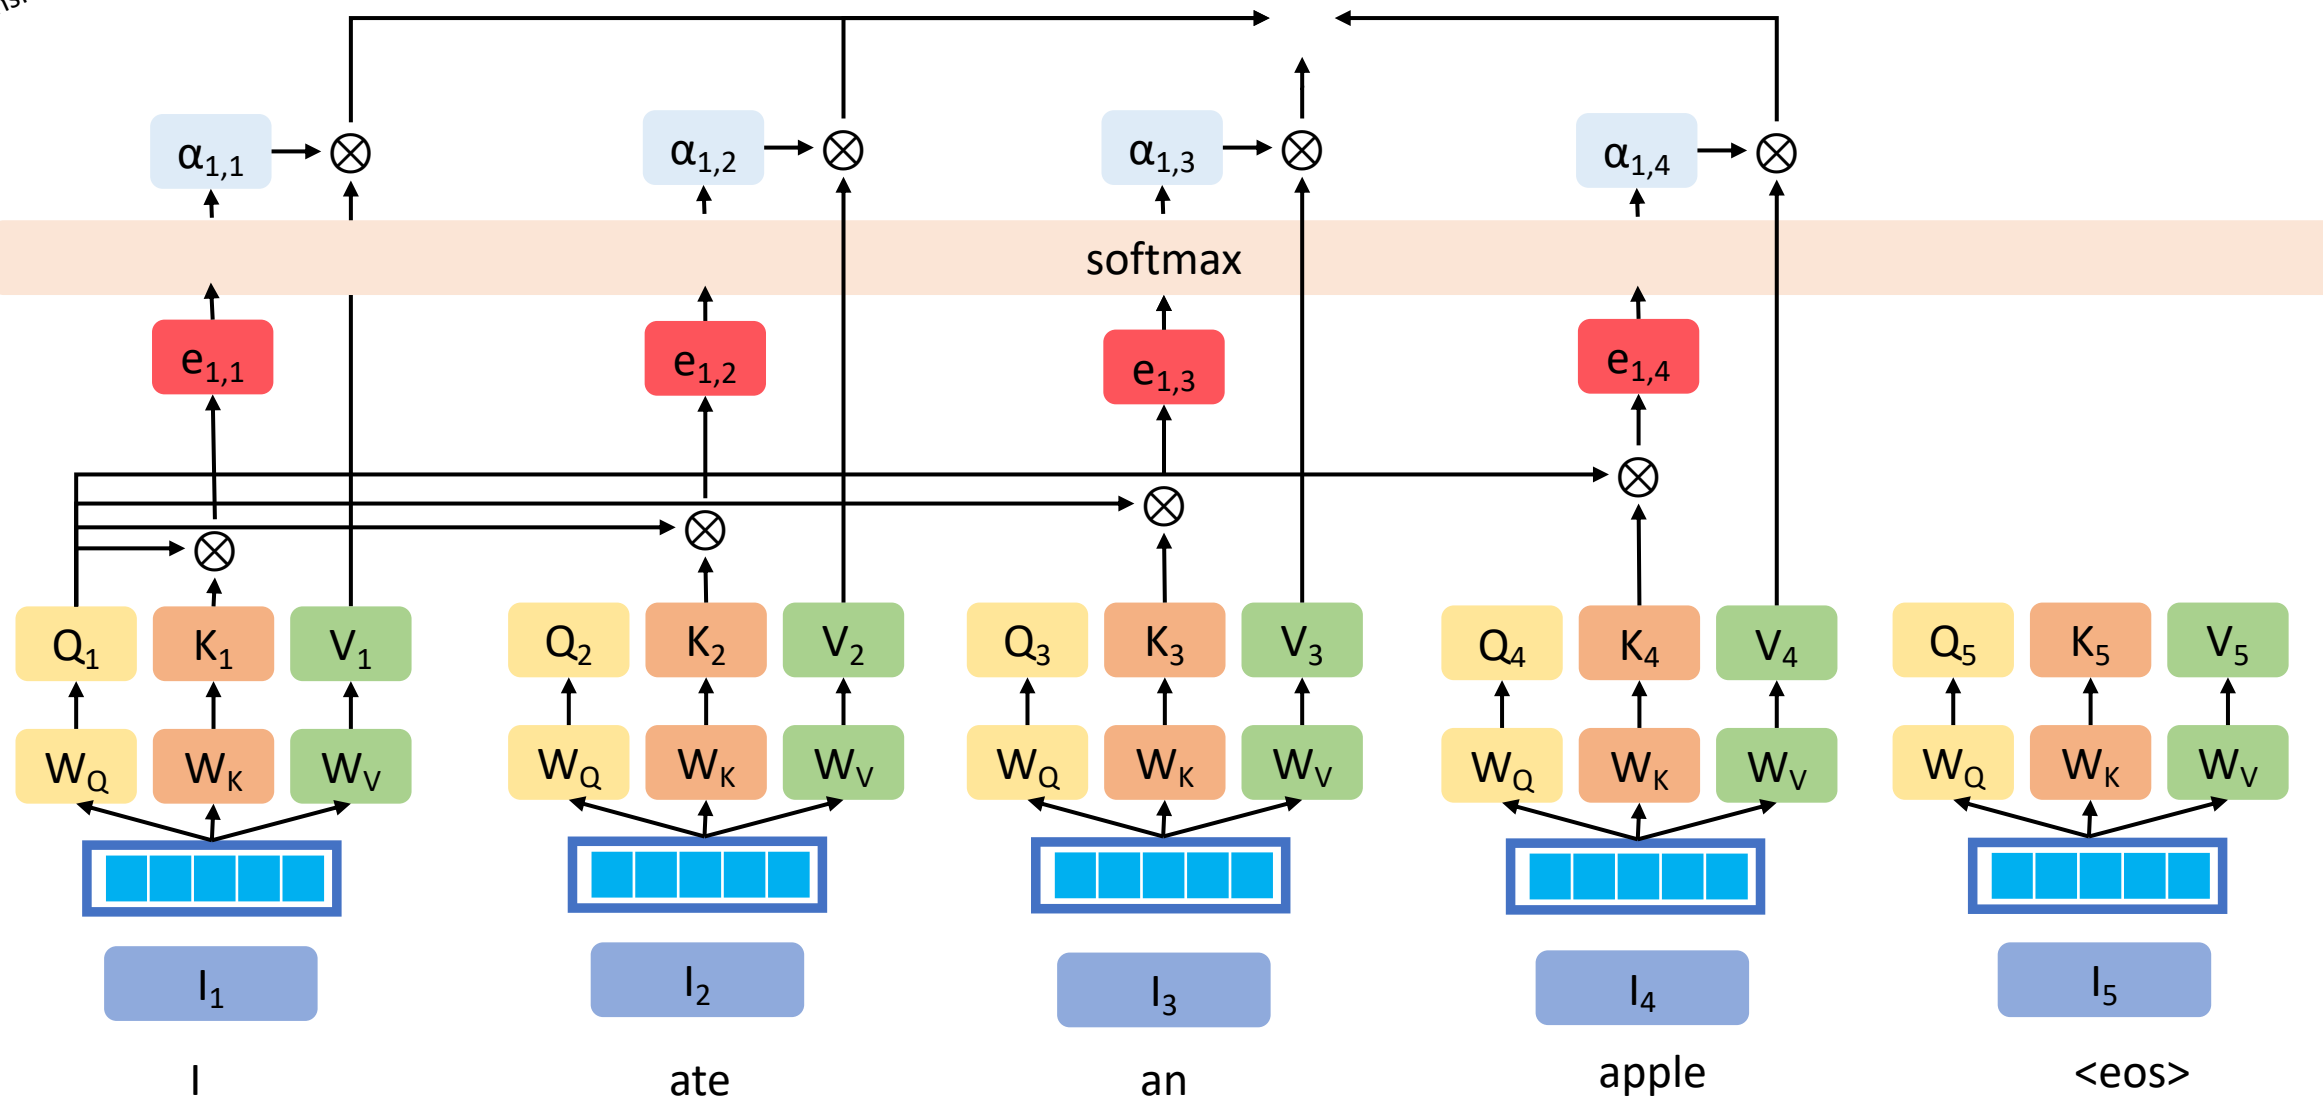 α1,1 α1,2 α1,3 α1,4
softmax
e1,1 e1,2 e1,3 e1,4
Q1 K1 V1 Q2 K2 V2 Q3 K3 V3 Q4 K4 V4 Q5 K5 V5
WQ WK WV WQ WK WV WQ WK WV WQ WK WV WQ WK WV
I1 I2 I3 I4 I5
I ate an apple <eos>